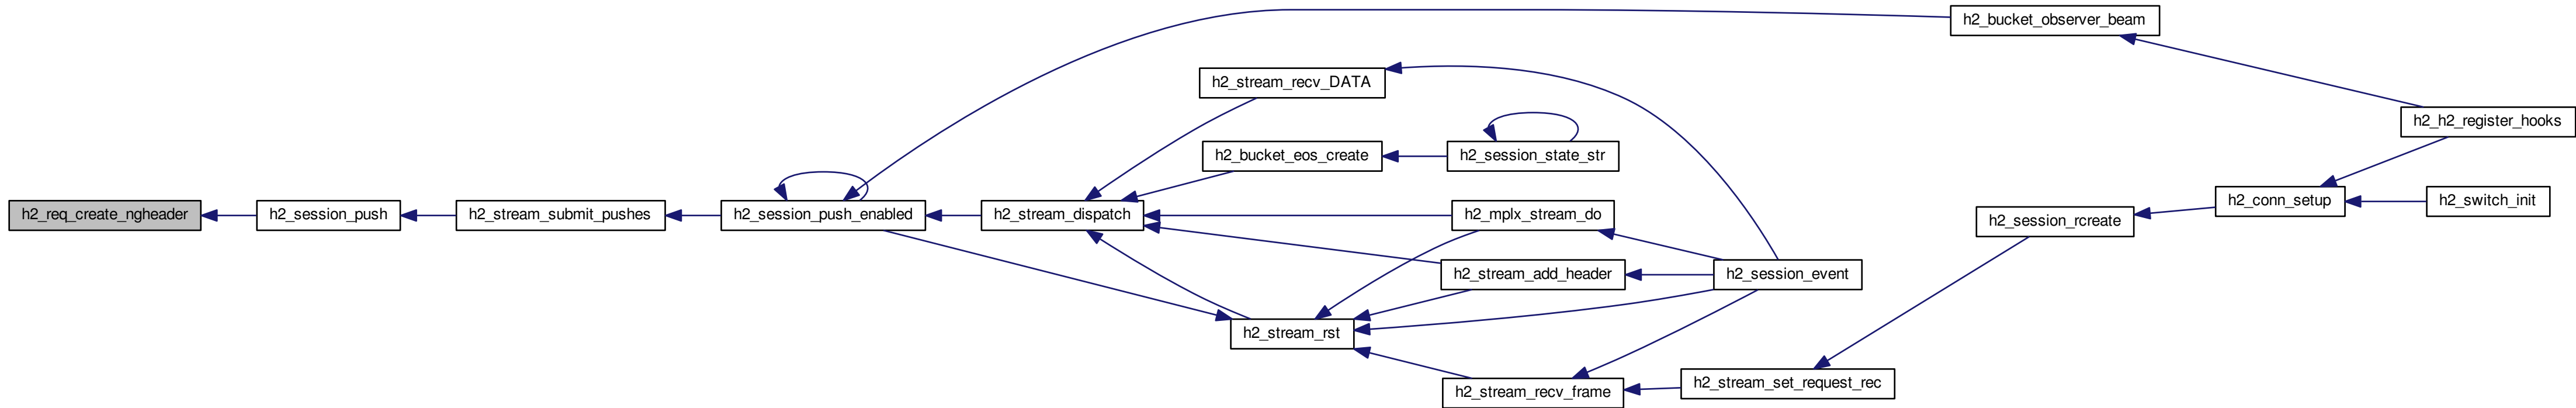 h2_bucket_observer_beam
h2_stream_recv_DATA
h2_h2_register_hooks
h2_bucket_eos_create
h2_session_state_str
h2_req_create_ngheader
h2_session_push
h2_stream_submit_pushes
h2_session_push_enabled
h2_stream_dispatch
h2_mplx_stream_do
h2_session_rcreate
h2_conn_setup
h2_switch_init
h2_stream_add_header
h2_session_event
h2_stream_rst
h2_stream_recv_frame
h2_stream_set_request_rec